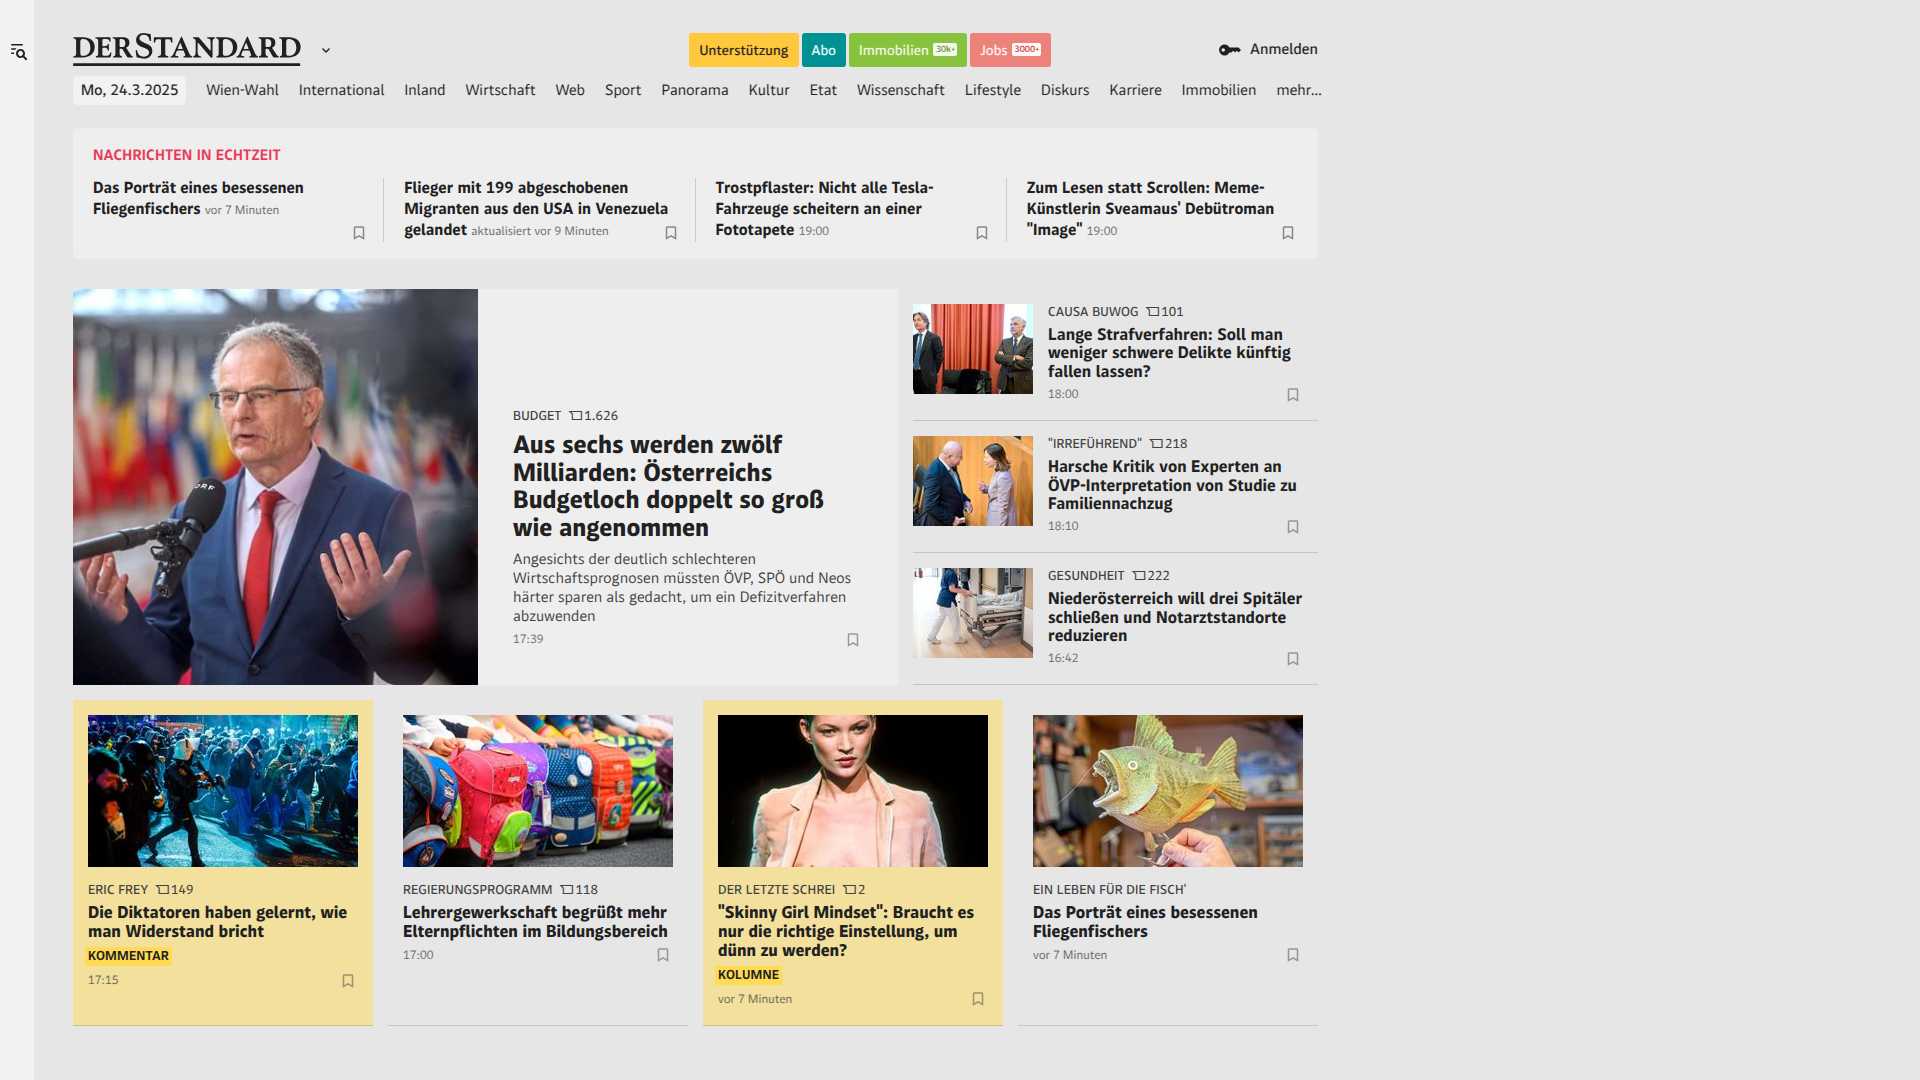 DERSTANDARD
Unterstützung
Abo
Immobilien 30k+
Jobs 3000+
Anmelden
Mo, 24.3.2025 Wien-Wahl International Inland Wirtschaft Web Sport Panorama Kultur Etat Wissenschaft Lifestyle Diskurs Karriere Immobilien mehr...
NACHRICHTEN IN ECHTZEIT
Das Porträt eines besessenen
Fliegenfischers vor 7 Minuten
Flieger mit 199 abgeschobenen
Migranten aus den USA in Venezuela
gelandet aktualisiert vor 9 Minuten
Trostpflaster: Nicht alle Tesla-
Fahrzeuge scheitern an einer
Fototapete 19:00
Zum Lesen statt Scrollen: Meme-
Künstlerin Sveamaus' Debütroman
"Image" 19:00
ORF
BUDGET 1.626
Aus sechs werden zwölf
Milliarden: Österreichs
Budgetloch doppelt so groß
wie angenommen
Angesichts der deutlich schlechteren
Wirtschaftsprognosen müssten ÖVP, SPÖ und Neos
härter sparen als gedacht, um ein Defizitverfahren
abzuwenden
17:39
CAUSA BUWOG 101
Lange Strafverfahren: Soll man
weniger schwere Delikte künftig
fallen lassen?
18:00
"IRREFÜHREND" 218
Harsche Kritik von Experten an
ÖVP-Interpretation von Studie zu
Familiennachzug
18:10
GESUNDHEIT 222
Niederösterreich will drei Spitäler
schließen und Notarztstandorte
reduzieren
16:42
ERIC FREY 149
Die Diktatoren haben gelernt, wie
man Widerstand bricht
KOMMENTAR
17:15
REGIERUNGSPROGRAMM 118
Lehrergewerkschaft begrüßt mehr
Elternpflichten im Bildungsbereich
17:00
DER LETZTE SCHREI 2
"Skinny Girl Mindset": Braucht es
nur die richtige Einstellung, um
dünn zu werden?
KOLUMNE
vor 7 Minuten
EIN LEBEN FÜR DIE FISCH'
Das Porträt eines besessenen
Fliegenfischers
vor 7 Minuten